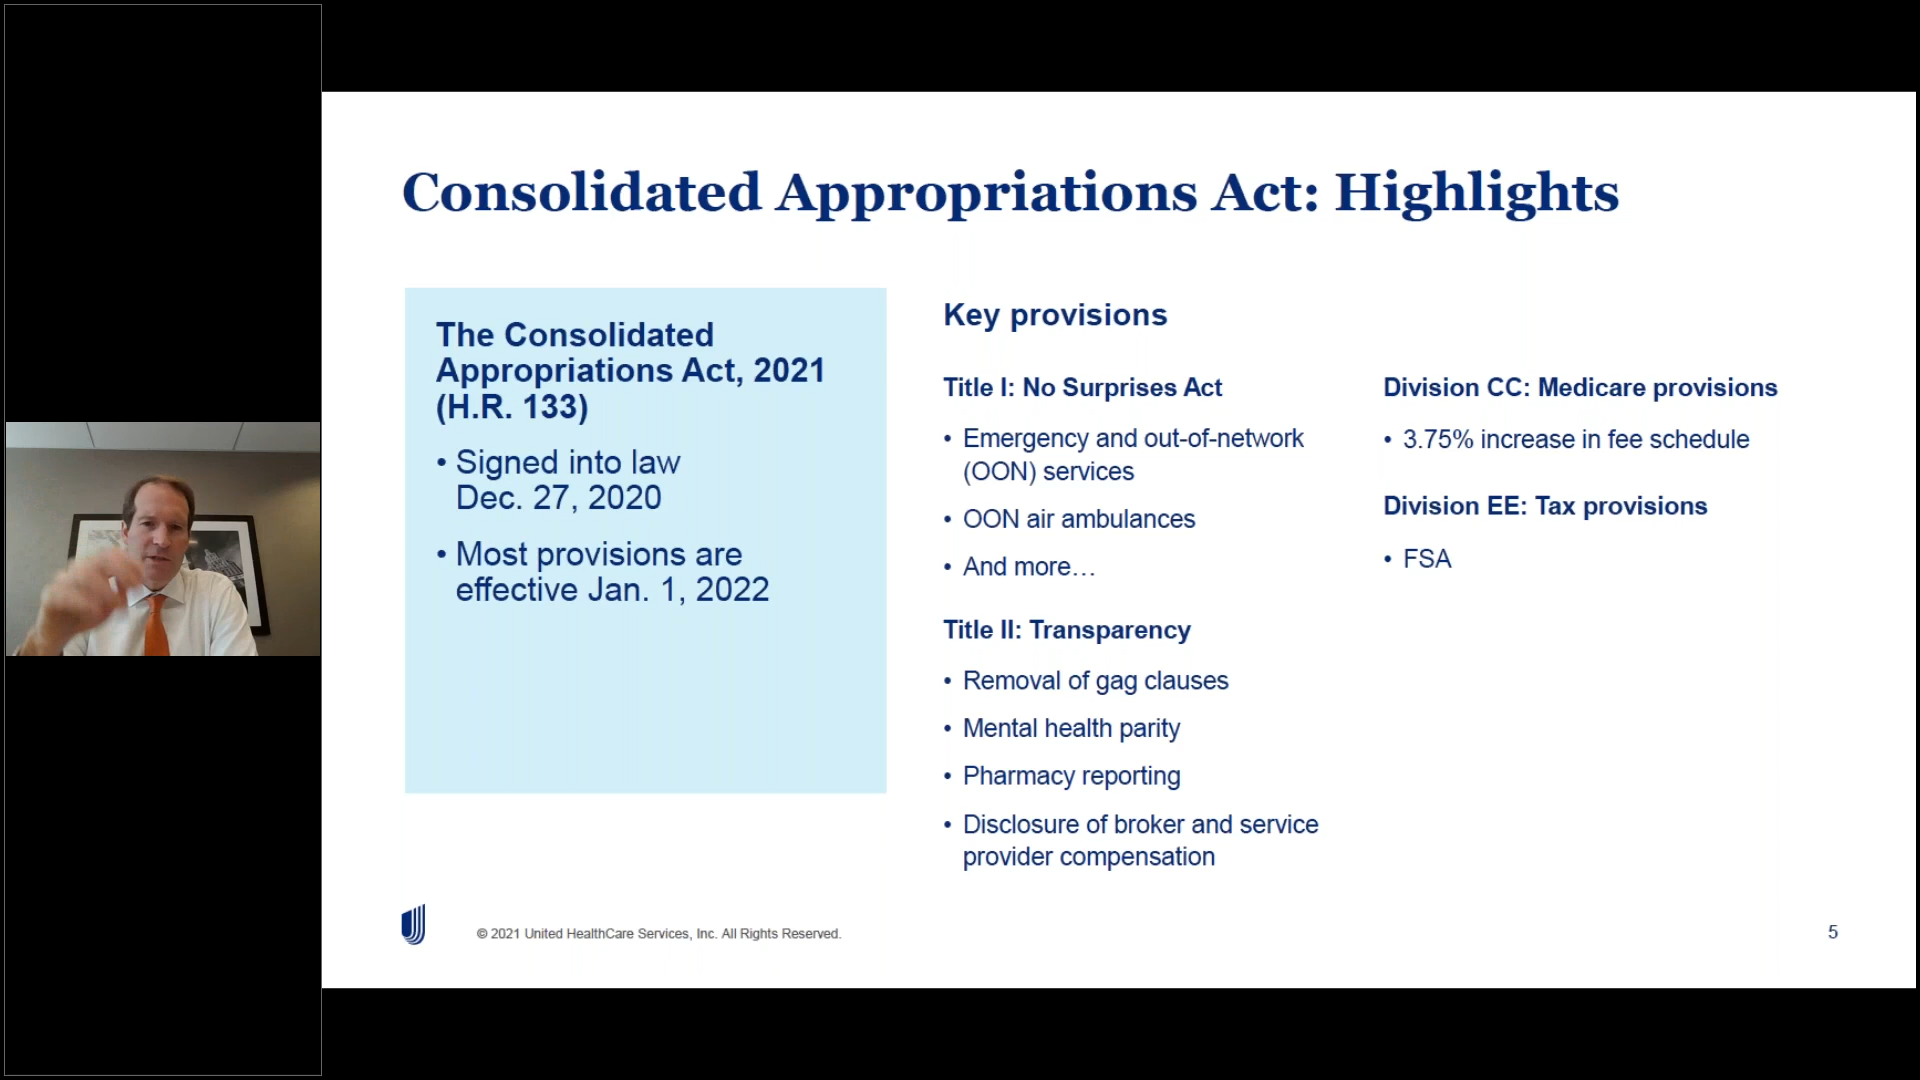 Consolidated Appropriations Act: Highlights
The Consolidated
Appropriations Act, 2021
(H.R. 133)
• Signed into law
Dec. 27, 2020
• Most provisions are
effective Jan. 1, 2022
Key provisions
Title I: No Surprises Act
• Emergency and out-of-network
(OON) services
• OON air ambulances
• And more…
Title II: Transparency
• Removal of gag clauses
• Mental health parity
• Pharmacy reporting
• Disclosure of broker and service
provider compensation
Division CC: Medicare provisions
• 3.75% increase in fee schedule
Division EE: Tax provisions
• FSA
© 2021 United HealthCare Services, Inc. All Rights Reserved.
5